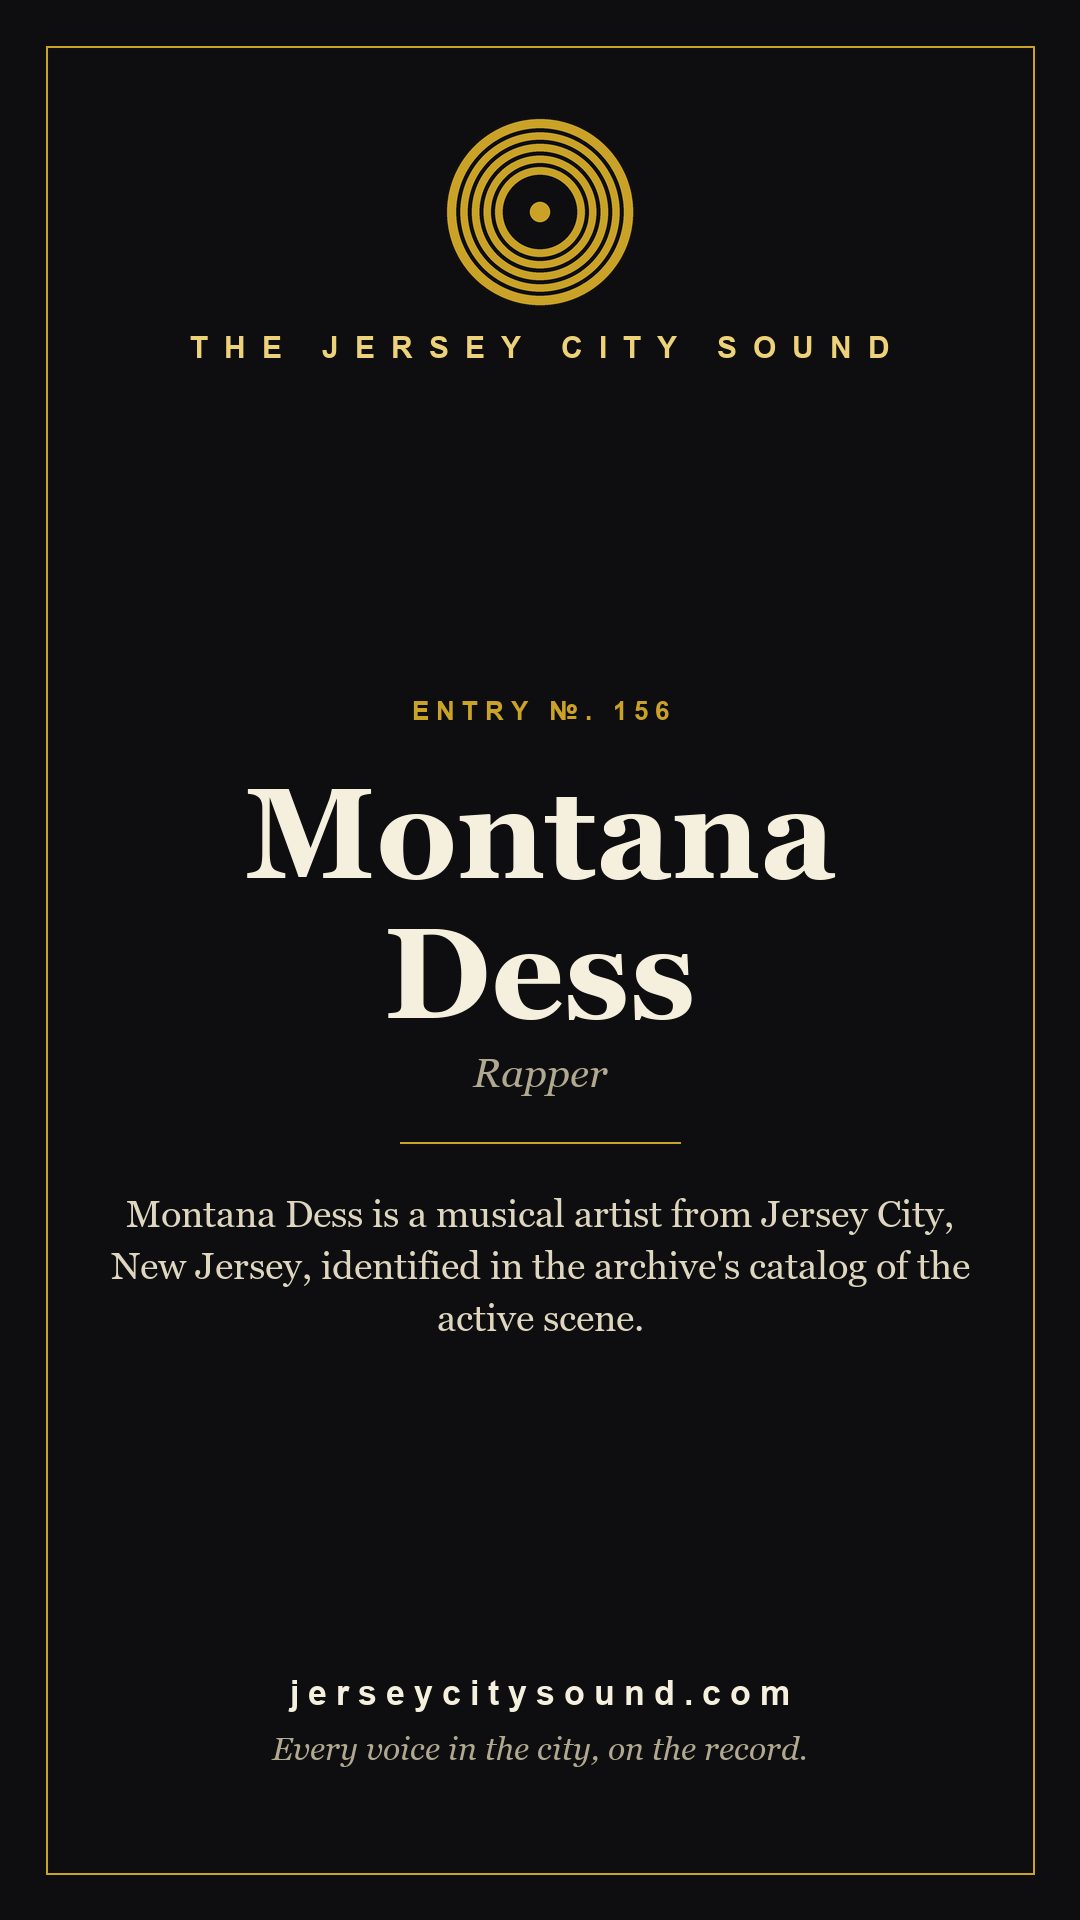 THE JERSEY CITY SOUND
ENTRY №. 156
Montana
Dess
Rapper
Montana Dess is a musical artist from Jersey City,
New Jersey, identified in the archive's catalog of the
active scene.
jerseycitysound.com
Every voice in the city, on the record.